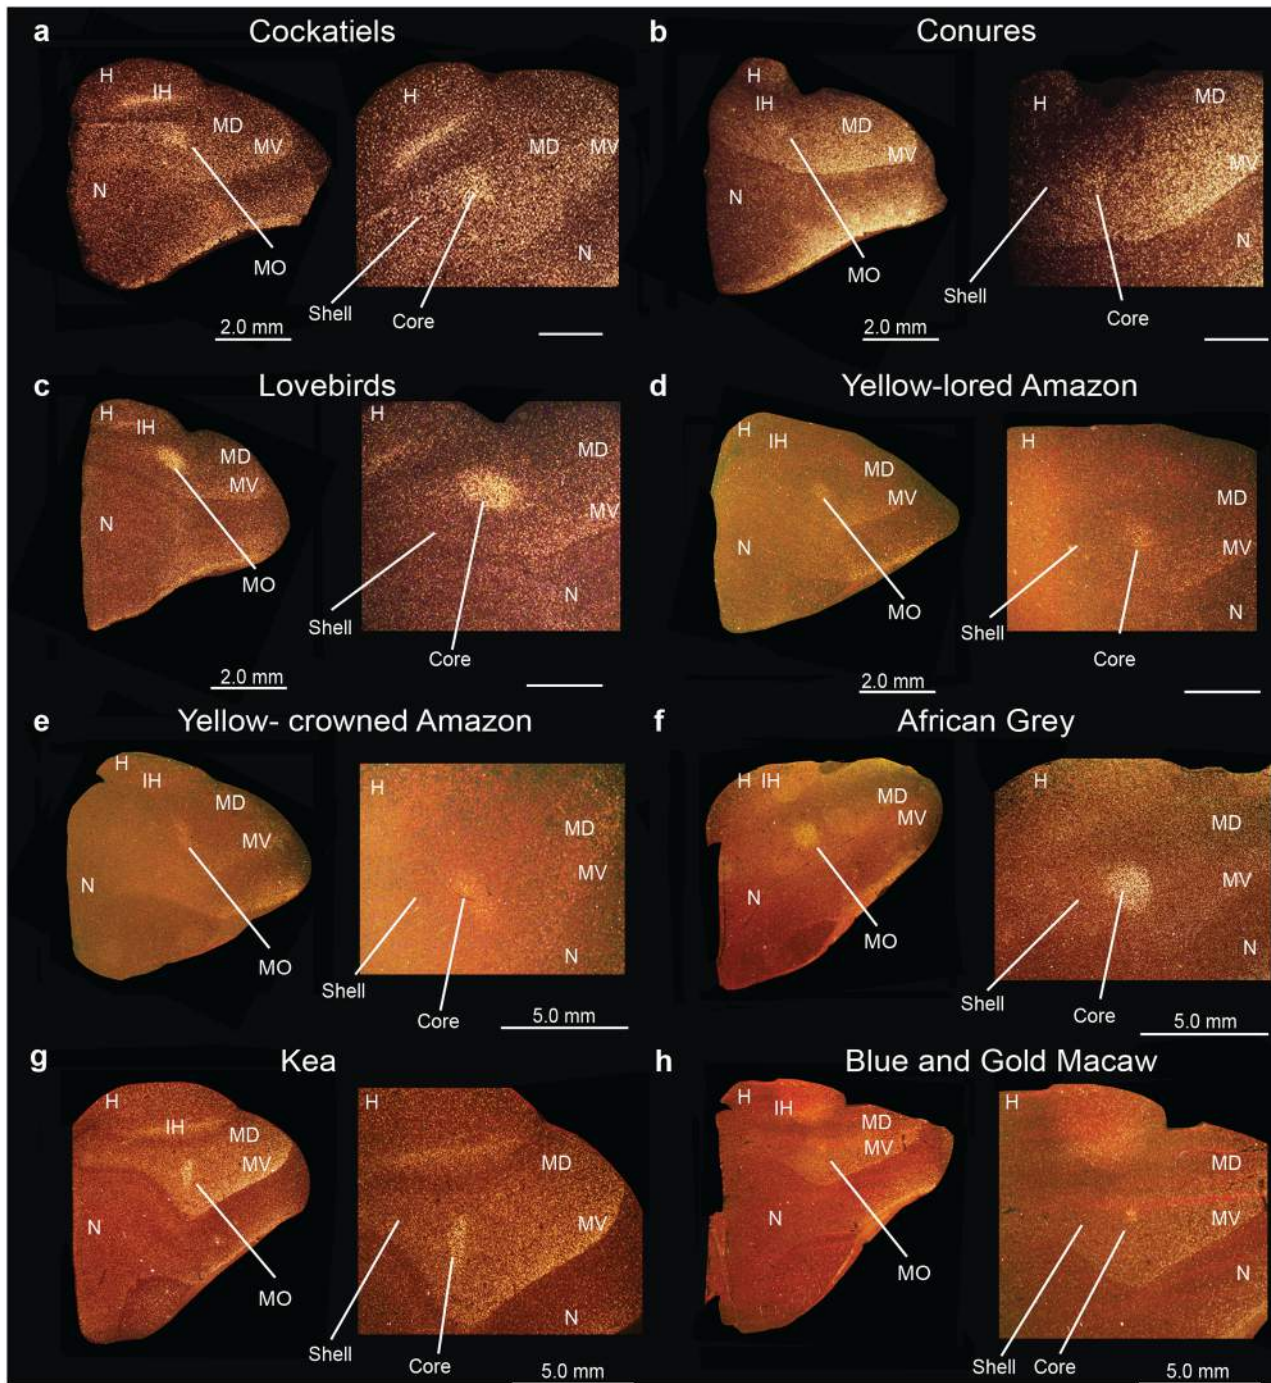 a Cockatiels
H
IH
MD
MV
N
MO
2.0 mm
H
MD
MV
N
Shell
Core
b Conures
H
IH
MD
MV
N
MO
2.0 mm
H
MD
MV
N
Shell
Core
c Lovebirds
H
IH
MD
MV
N
MO
2.0 mm
H
MD
MV
N
Shell
Core
d Yellow-lored Amazon
H
IH
MD
MV
N
MO
2.0 mm
H
MD
MV
N
Shell
Core
e Yellow- crowned Amazon
H
IH
MD
MV
N
MO
H
MD
MV
N
Shell
Core
5.0 mm
f African Grey
H
IH
MD
MV
N
MO
H
MD
MV
N
Shell
Core
5.0 mm
g Kea
H
IH
MD
MV
N
MO
H
MD
MV
N
Shell
Core
5.0 mm
h Blue and Gold Macaw
H
IH
MD
MV
N
MO
H
MD
MV
N
Shell
Core
5.0 mm